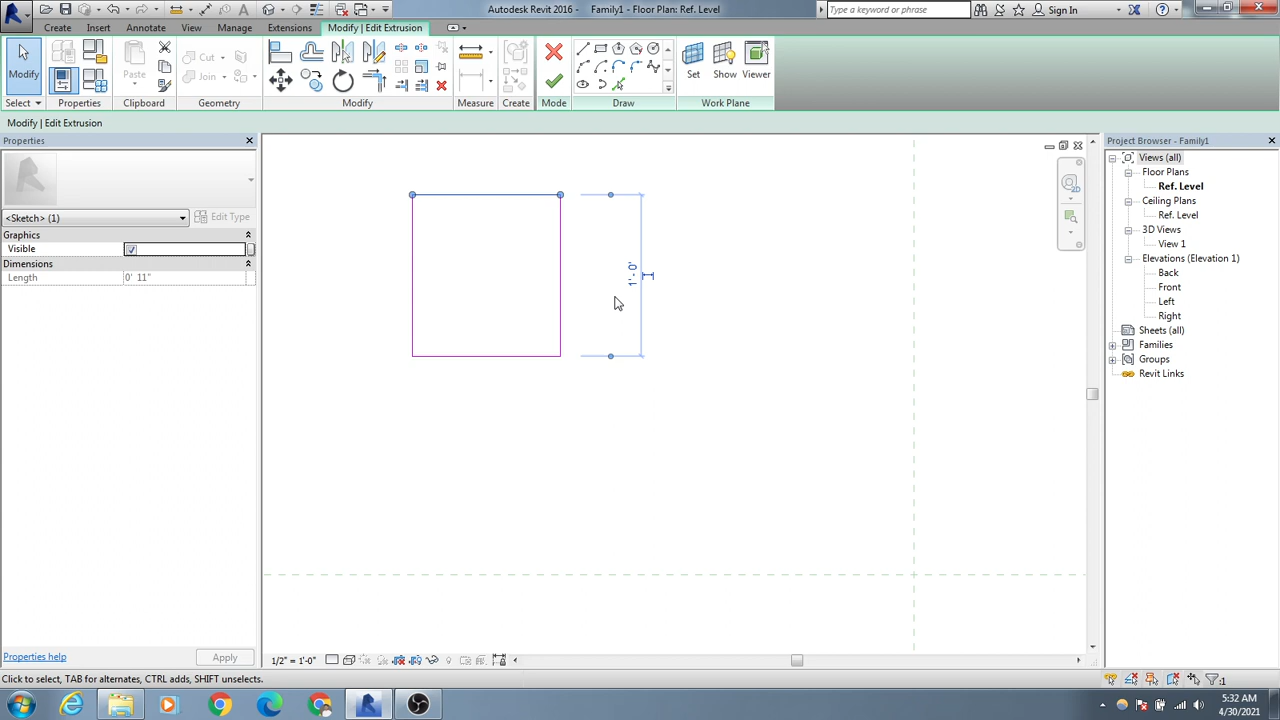 Autodesk Revit 2016 -    Family1 - Floor Plan: Ref. Level
Type a keyword or phrase
Sign In
Create
Insert
Annotate
View
Manage
Extensions
Modify | Edit Extrusion
Modify
Paste
Cut
Join
Set
Show
Viewer
Select
Properties
Clipboard
Geometry
Modify
Measure
Create
Mode
Draw
Work Plane
Modify | Edit Extrusion
Properties
<Sketch> (1)
Edit Type
Graphics
Visible
Dimensions
Length
0'  11"
Properties help
Apply
1' - 0"
2D
Project Browser - Family1
Views (all)
Floor Plans
Ref. Level
Ceiling Plans
Ref. Level
3D Views
View 1
Elevations (Elevation 1)
Back
Front
Left
Right
Sheets (all)
Families
Groups
Revit Links
1/2" = 1'-0"
Click to select, TAB for alternates, CTRL adds, SHIFT unselects.
:1
5:32 AM
4/30/2021